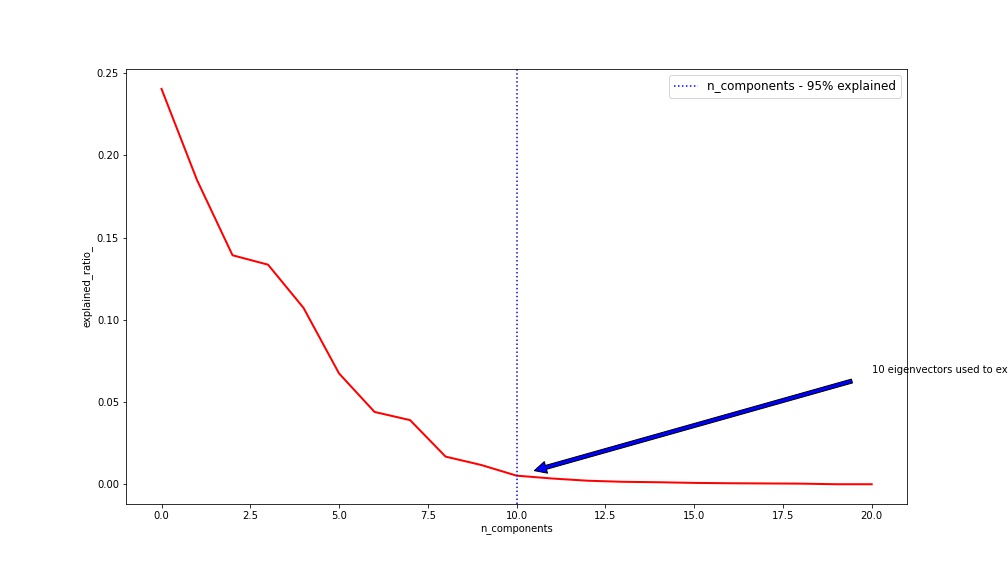 n_components - 95% explained
0.25
0.20
0.15
0.10
0.05
0.00
explained_ratio_
10 eigenvectors used to ex
0.0 2.5 5.0 7.5 10.0 12.5 15.0 17.5 20.0
n_components